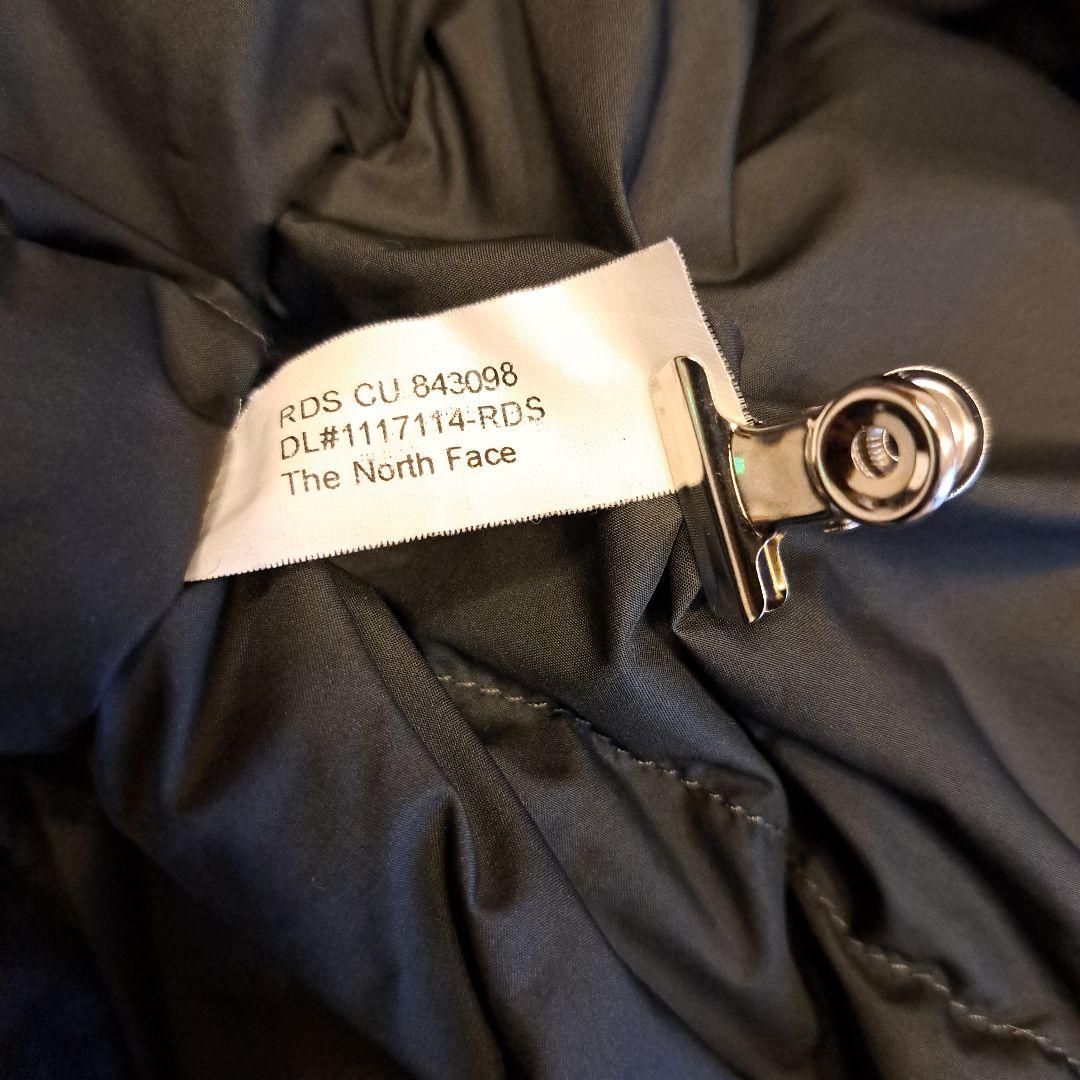 RDS CU 843098
DL#1117114-RDS
The North Face